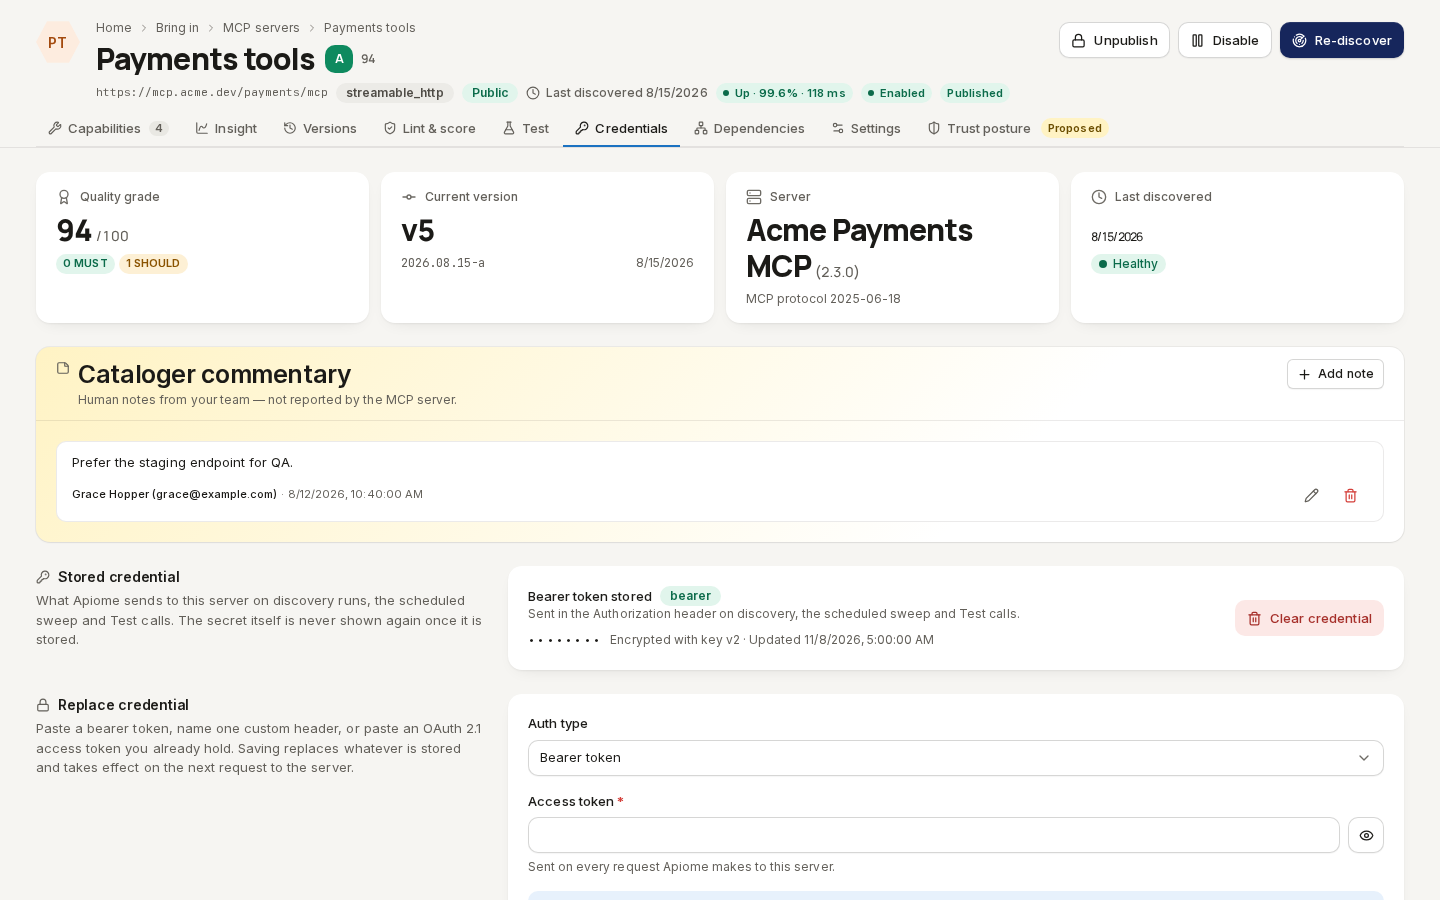 PT
Home > Bring in > MCP servers > Payments tools
Payments tools A 94
https://mcp.acme.dev/payments/mcp streamable_http Public Last discovered 8/15/2026 Up · 99.6% · 118 ms Enabled Published
Unpublish Disable Re-discover
Capabilities 4 Insight Versions Lint & score Test Credentials Dependencies Settings Trust posture Proposed
Quality grade
94 /100
0 MUST 1 SHOULD
Current version
v5
2026.08.15-a 8/15/2026
Server
Acme Payments
MCP (2.3.0)
MCP protocol 2025-06-18
Last discovered
8/15/2026
Healthy
Cataloger commentary
Human notes from your team — not reported by the MCP server.
Add note
Prefer the staging endpoint for QA.
Grace Hopper (grace@example.com) · 8/12/2026, 10:40:00 AM
Stored credential
What Apiome sends to this server on discovery runs, the scheduled
sweep and Test calls. The secret itself is never shown again once it is
stored.
Bearer token stored bearer
Sent in the Authorization header on discovery, the scheduled sweep and Test calls.
•••••••• Encrypted with key v2 · Updated 11/8/2026, 5:00:00 AM
Clear credential
Replace credential
Paste a bearer token, name one custom header, or paste an OAuth 2.1
access token you already hold. Saving replaces whatever is stored
and takes effect on the next request to the server.
Auth type
Bearer token
Access token *
Sent on every request Apiome makes to this server.